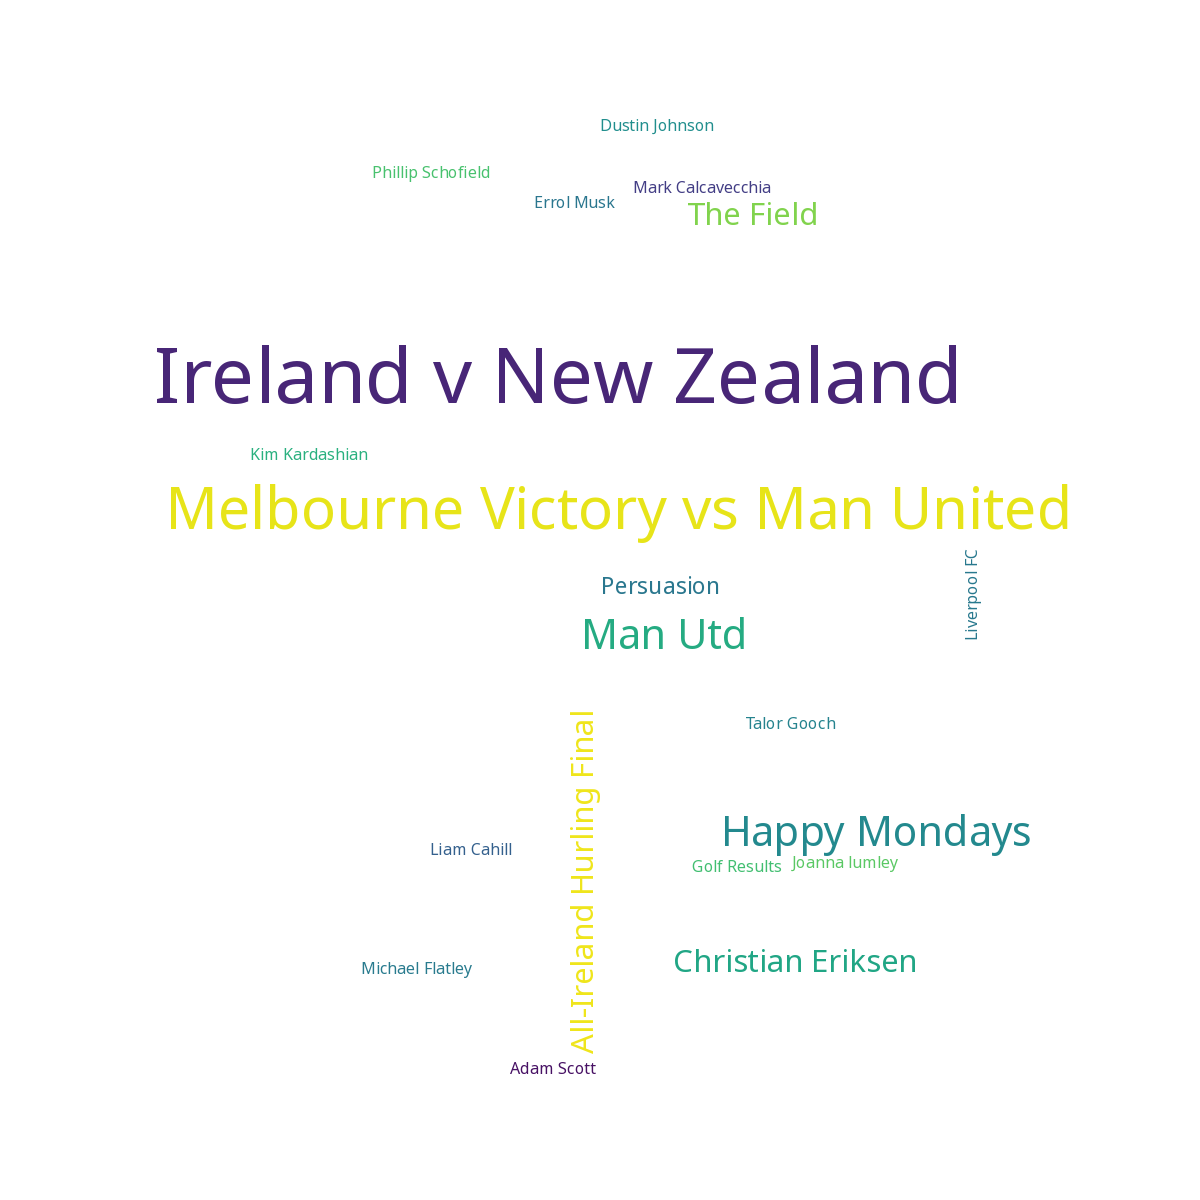 Dustin Johnson
Phillip Schofield
Mark Calcavecchia
Errol Musk
The Field
Ireland v New Zealand
Kim Kardashian
Melbourne Victory vs Man United
Liverpool FC
Persuasion
Man Utd
All-Ireland Hurling Final
Talor Gooch
Happy Mondays
Liam Cahill
Golf Results
Joanna lumley
Christian Eriksen
Michael Flatley
Adam Scott